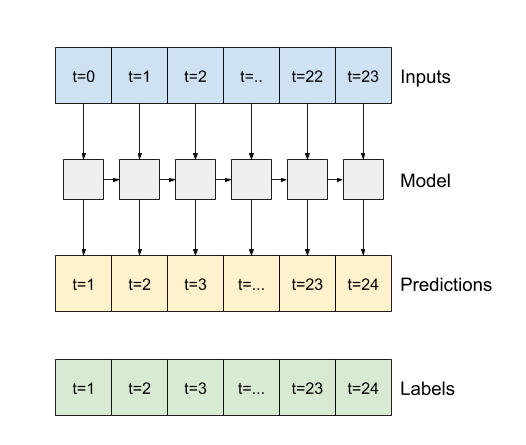 t=0 t=1 t=2 t=.. t=22 t=23 Inputs
Model
t=1 t=2 t=3 t=... t=23 t=24 Predictions
t=1 t=2 t=3 t=... t=23 t=24 Labels